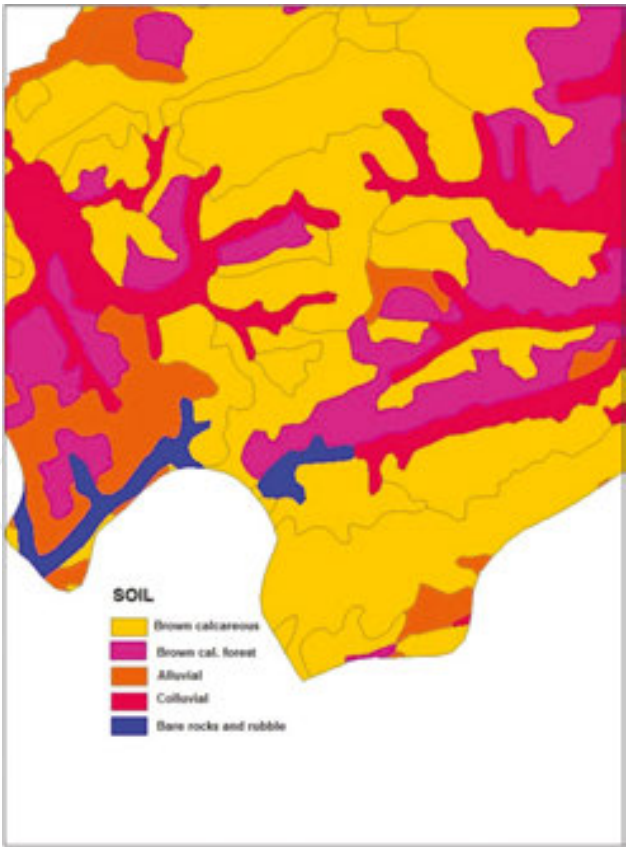 SOIL
Brown calcareous
Brown cal. forest
Alluvial
Colluvial
Bare rocks and rubble